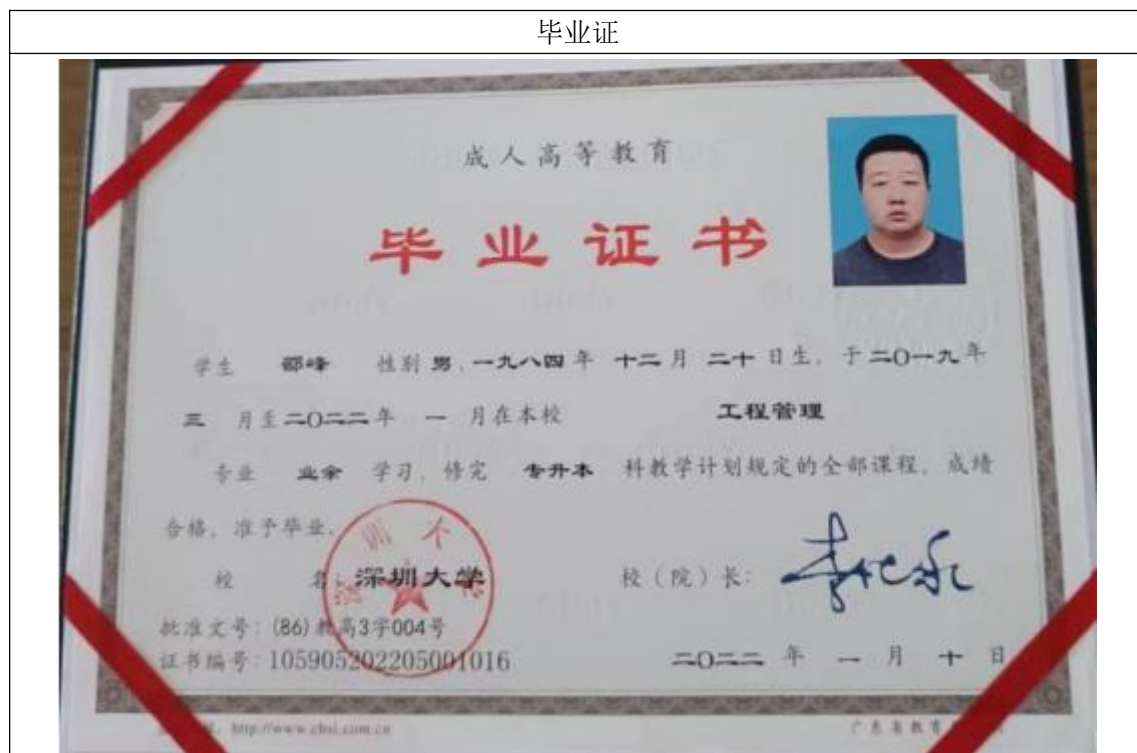 毕业证
成人高等教育
毕业证书
学生 邵峰 性别 男，一九八四年 十二月 二十日生，于二〇一九年
三 月至二〇二二年 一 月在本校 工程管理
专业 业余 学习，修完 专升本 科教学计划规定的全部课程，成绩
合格，准予毕业。
校 名：深圳大学 校（院）长：
批准文号：(86)教高3字004号
证书编号：105905202205001016 二〇二二 年 一 月 十 日
http://www.chsi.com.cn 广东省教育